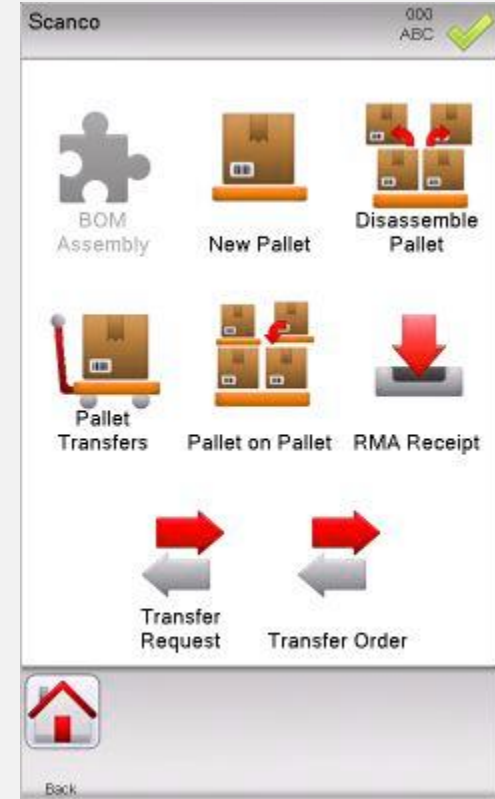 Scanco
000
ABC
BOM
Assembly
New Pallet
Disassemble
Pallet
Pallet
Transfers
Pallet on Pallet
RMA Receipt
Transfer
Request
Transfer Order
Back